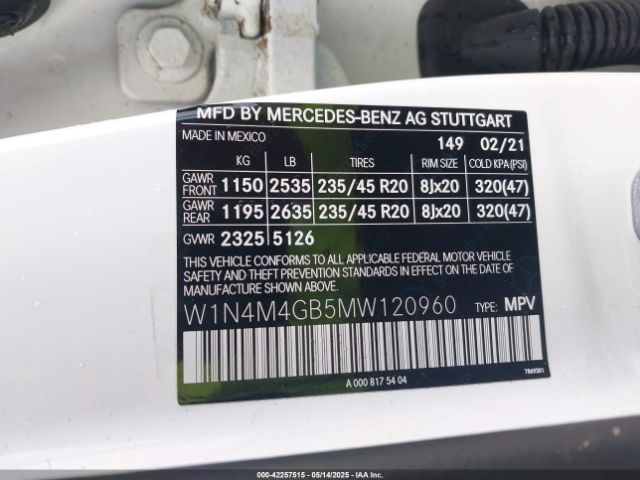 MFD BY MERCEDES-BENZ AG STUTTGART
MADE IN MEXICO 149 02/21
KG LB TIRES RIM SIZE COLD KPA(PSI)
GAWR FRONT 1150 2535 235/45 R20 8Jx20 320(47)
GAWR REAR 1195 2635 235/45 R20 8Jx20 320(47)
GVWR 2325 5126
THIS VEHICLE CONFORMS TO ALL APPLICABLE FEDERAL MOTOR VEHICLE
SAFETY AND THEFT PREVENTION STANDARDS IN EFFECT ON THE DATE
OF MANUFACTURE SHOWN ABOVE.
W1N4M4GB5MW120960 TYPE: MPV
A 000 817 54 04
000-42257515 - 05/14/2025 - IAAI.COM